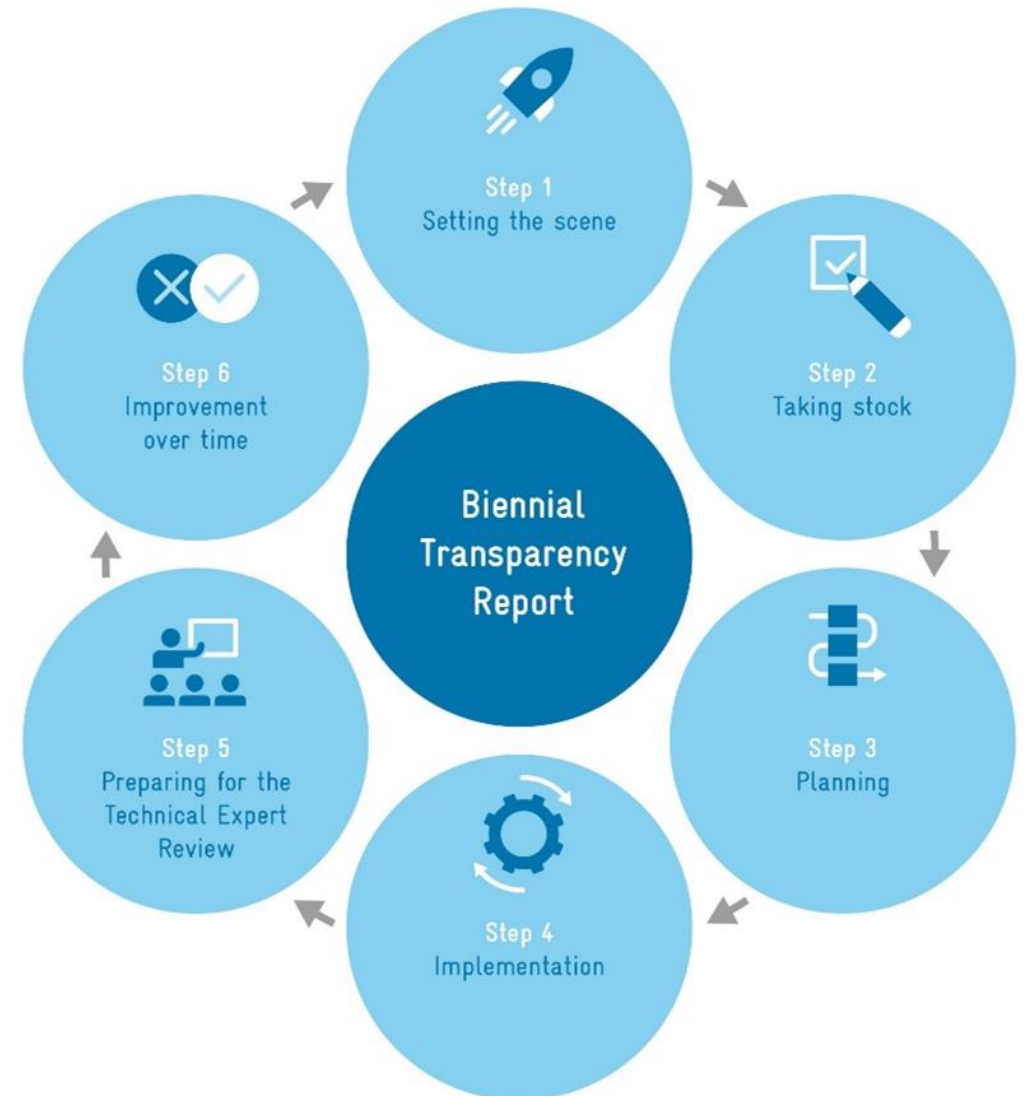 Step 1
Setting the scene
Step 2
Taking stock
Step 3
Planning
Step 4
Implementation
Step 5
Preparing for the
Technical Expert
Review
Step 6
Improvement
over time
Biennial
Transparency
Report